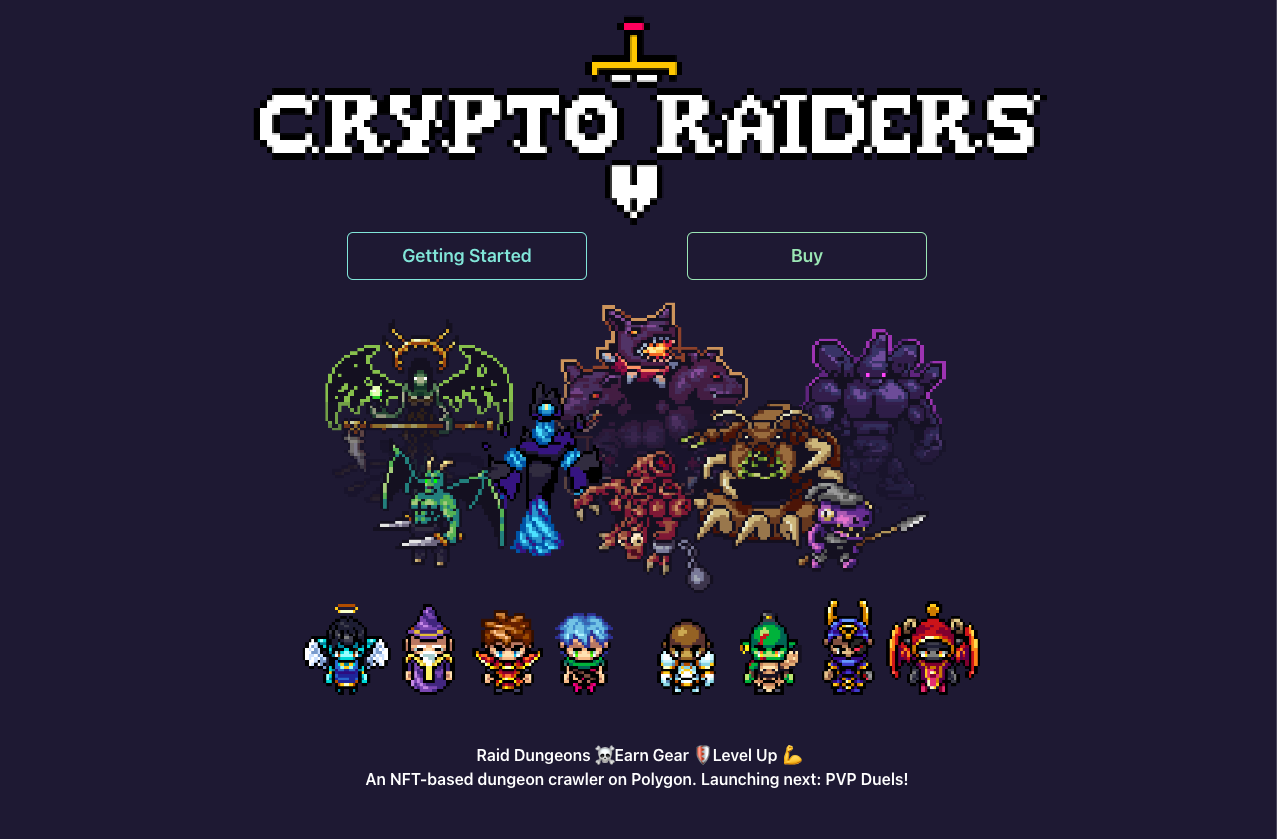 CRYPTO RAIDERS
Getting Started
Buy
Raid Dungeons ☠️Earn Gear 🛡️Level Up 💪
An NFT-based dungeon crawler on Polygon. Launching next: PVP Duels!